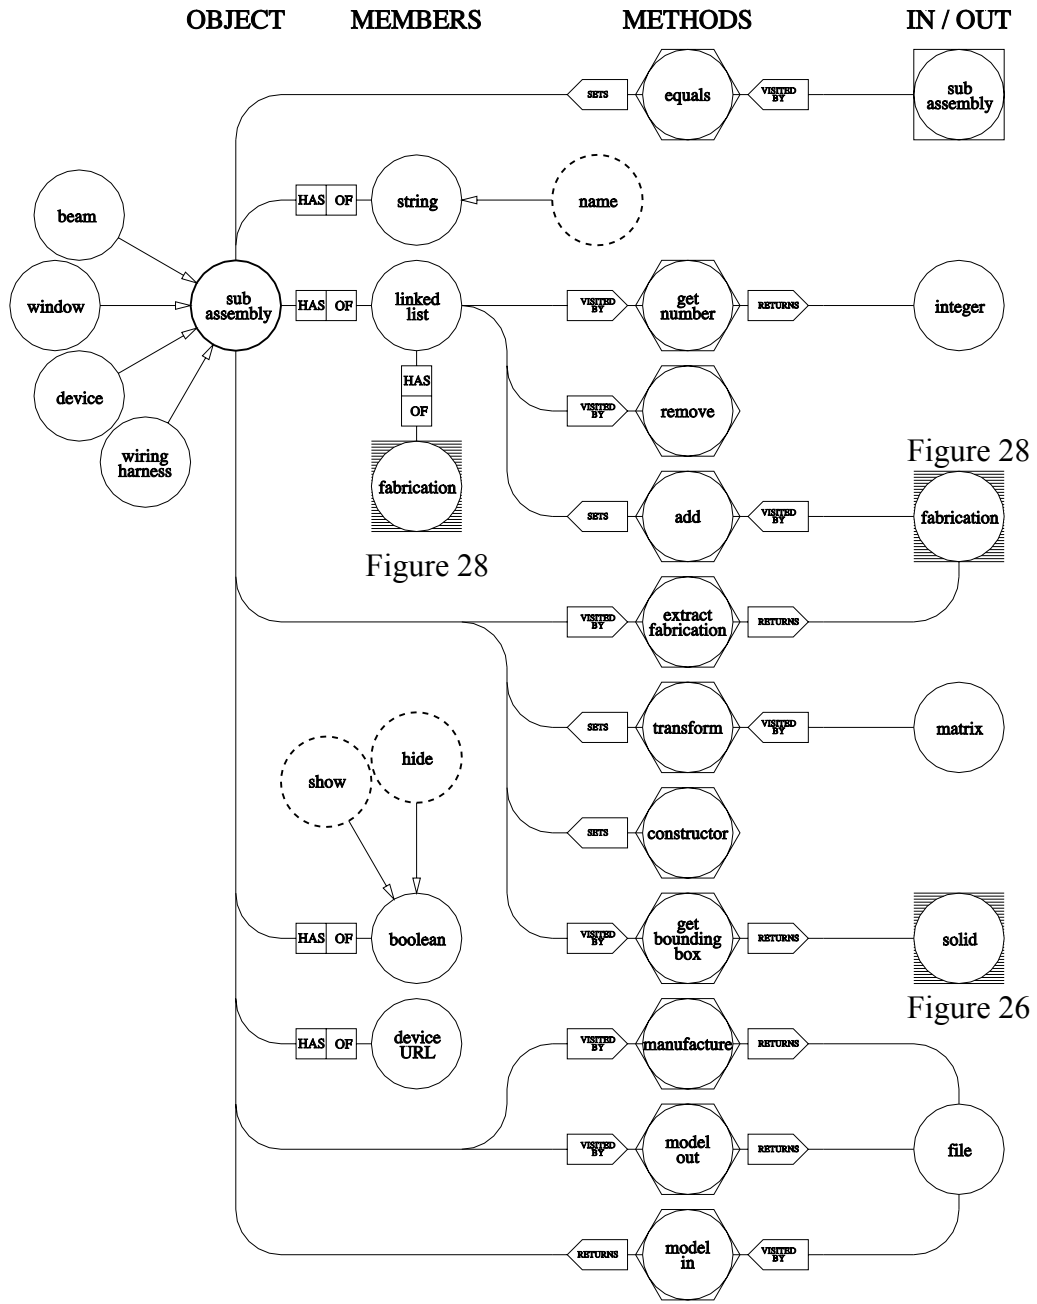 OBJECT MEMBERS METHODS IN / OUT
SETS
equals
VISITED
BY
sub
assembly
beam
HAS OF
string
name
window
sub
assembly
HAS OF
linked
list
VISITED
BY
get
number
RETURNS
integer
device
HAS
OF
VISITED
BY
remove
wiring
harness
fabrication
Figure 28
SETS
add
VISITED
BY
Figure 28
fabrication
VISITED
BY
extract
fabrication
RETURNS
SETS
transform
VISITED
BY
matrix
show
hide
SETS
constructor
HAS OF
boolean
VISITED
BY
get
bounding
box
RETURNS
solid
Figure 26
HAS OF
device
URL
VISITED
BY
manufacture
RETURNS
VISITED
BY
model
out
RETURNS
file
RETURNS
model
in
VISITED
BY